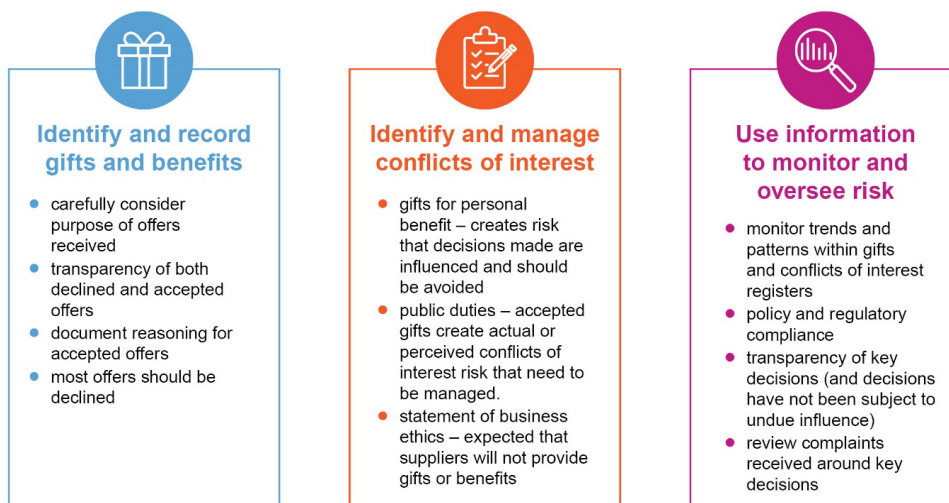 Identify and record
gifts and benefits
carefully consider
purpose of offers
received
transparency of both
declined and accepted
offers
document reasoning for
accepted offers
most offers should be
declined
Identify and manage
conflicts of interest
gifts for personal
benefit – creates risk
that decisions made are
influenced and should
be avoided
public duties – accepted
gifts create actual or
perceived conflicts of
interest risk that need to
be managed.
statement of business
ethics – expected that
suppliers will not provide
gifts or benefits
Use information
to monitor and
oversee risk
monitor trends and
patterns within gifts
and conflicts of interest
registers
policy and regulatory
compliance
transparency of key
decisions (and decisions
have not been subject to
undue influence)
review complaints
received around key
decisions